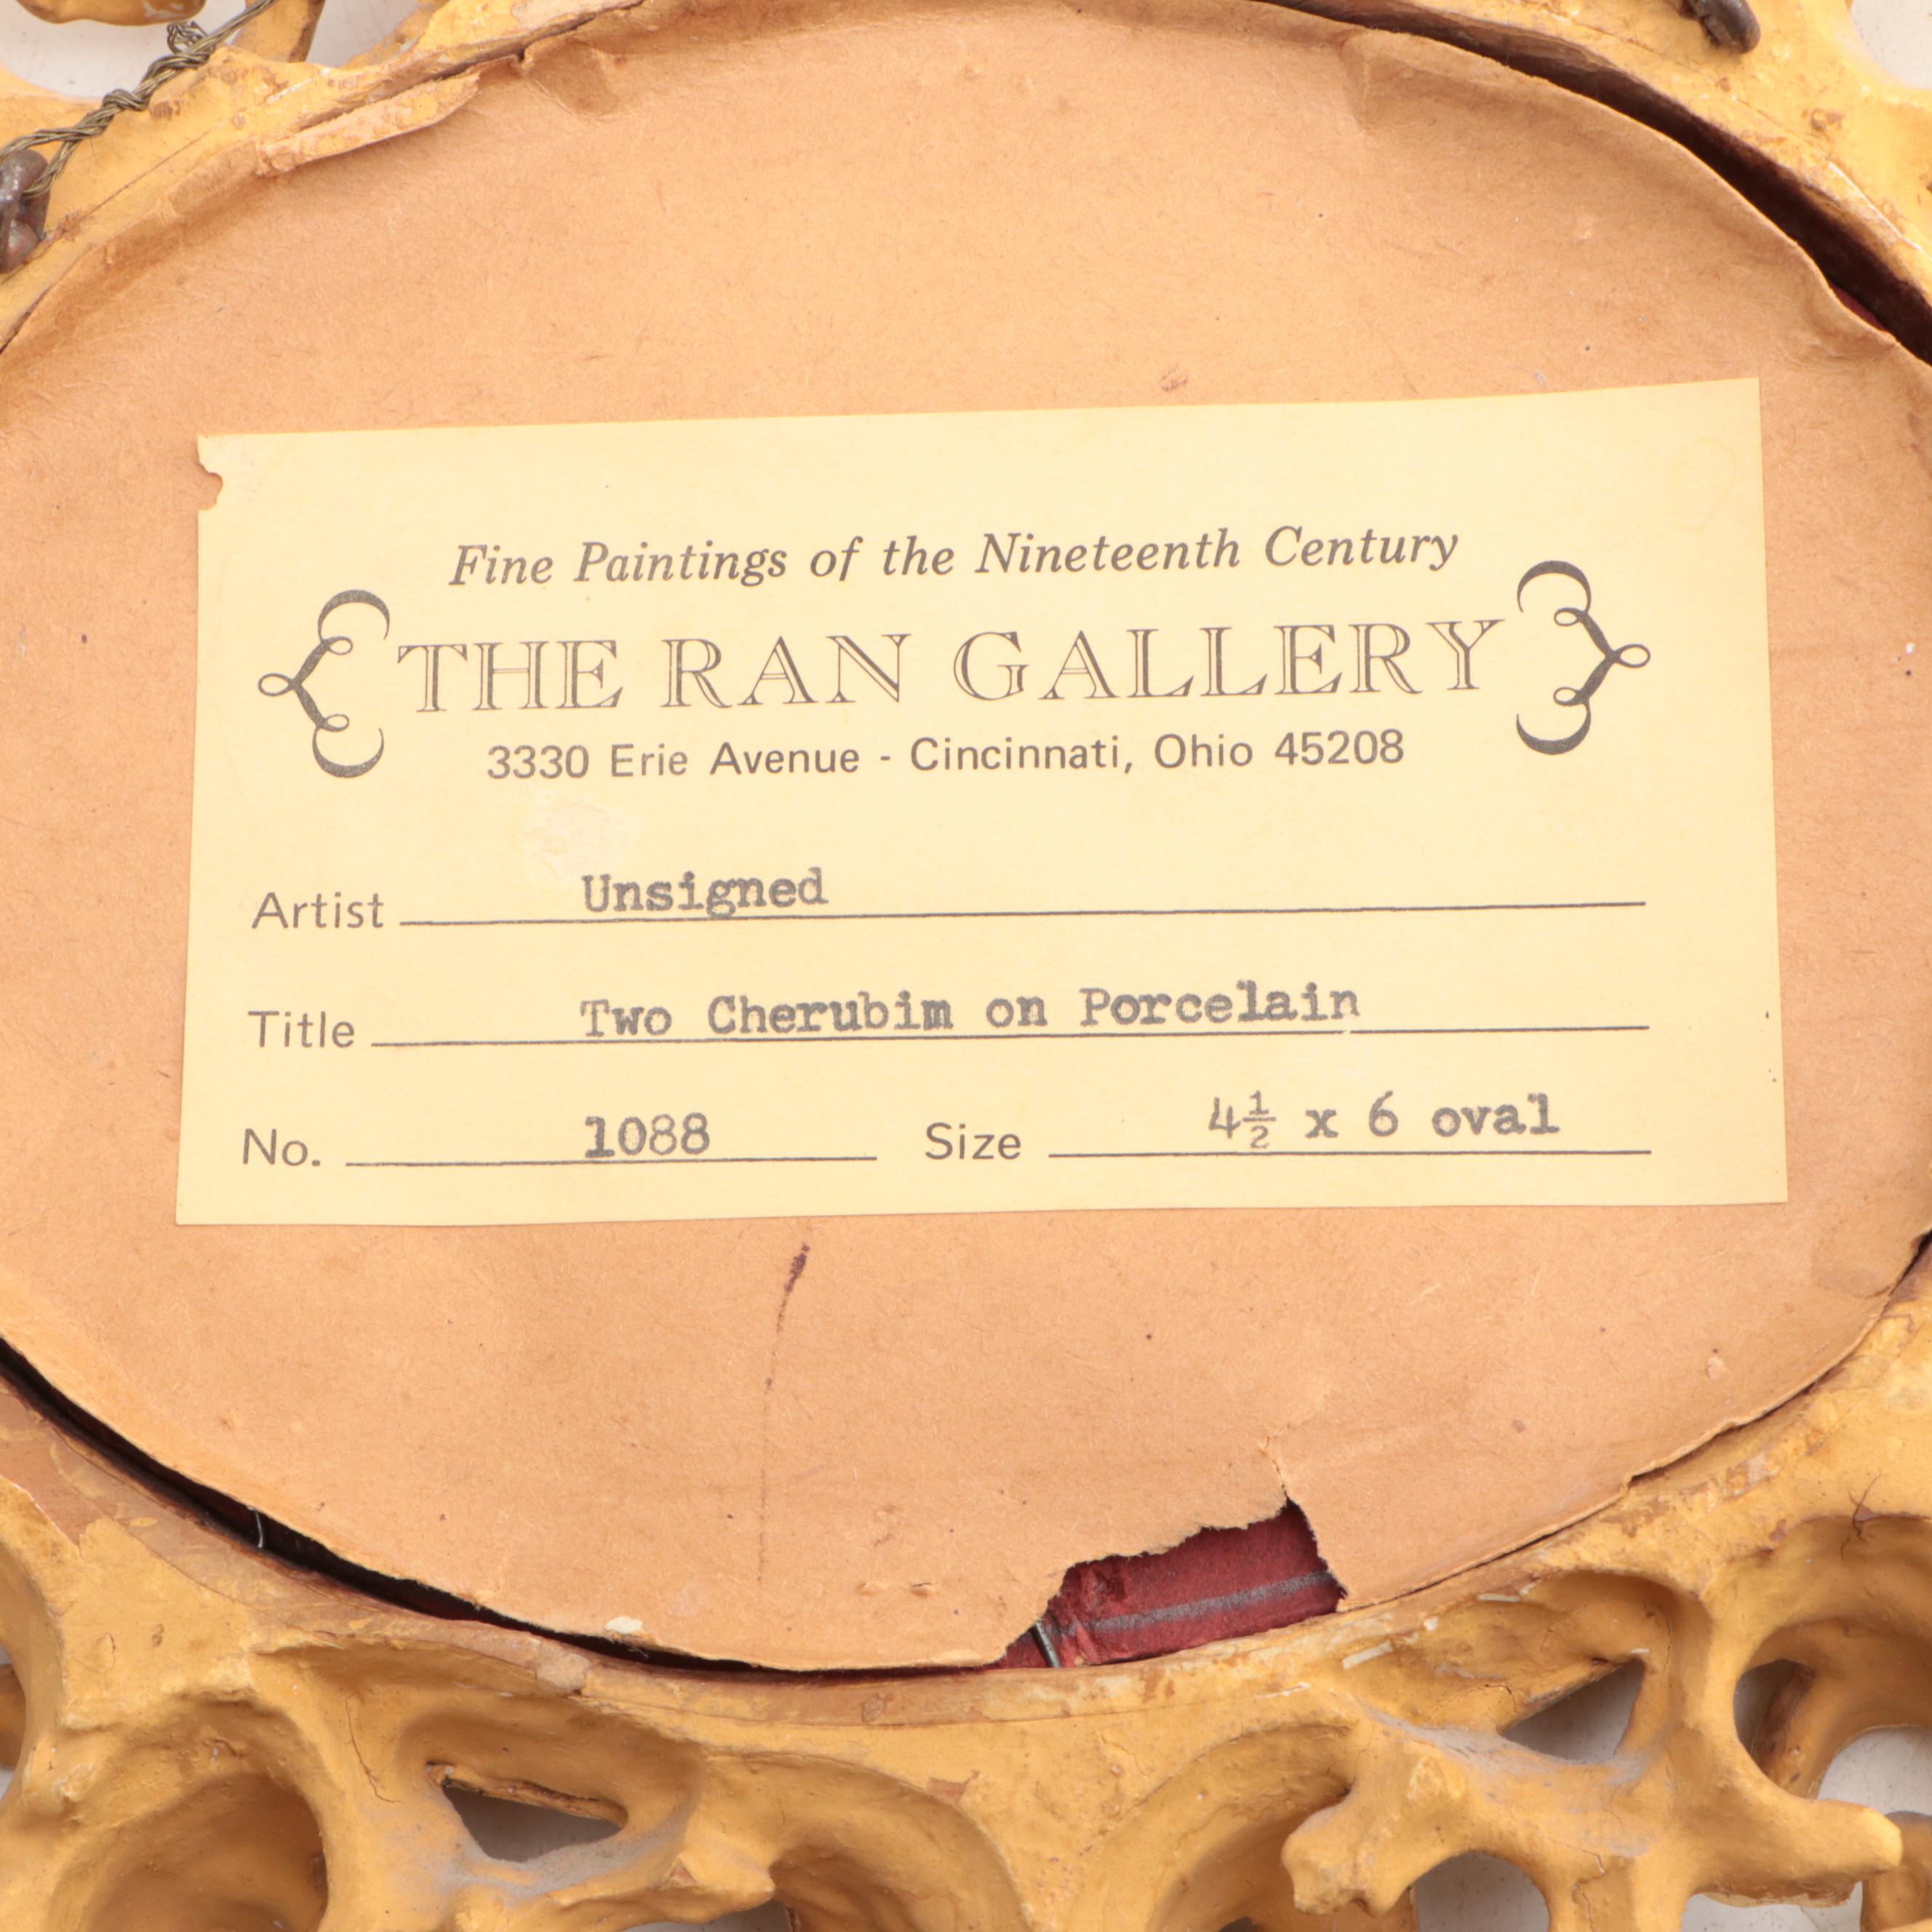 Fine Paintings of the Nineteenth Century
THE RAN GALLERY
3330 Erie Avenue - Cincinnati, Ohio 45208
Artist Unsigned
Title Two Cherubim on Porcelain
No. 1088 Size 4½ x 6 oval